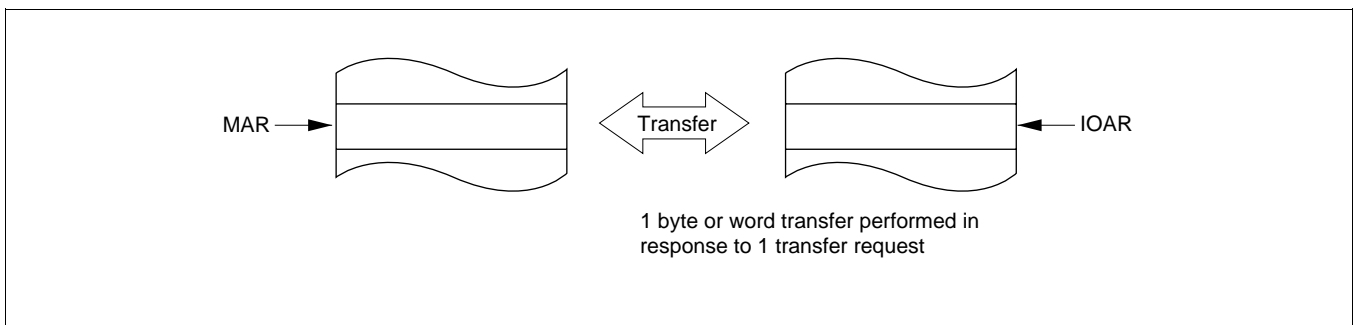 MAR
Transfer
IOAR
1 byte or word transfer performed in
response to 1 transfer request